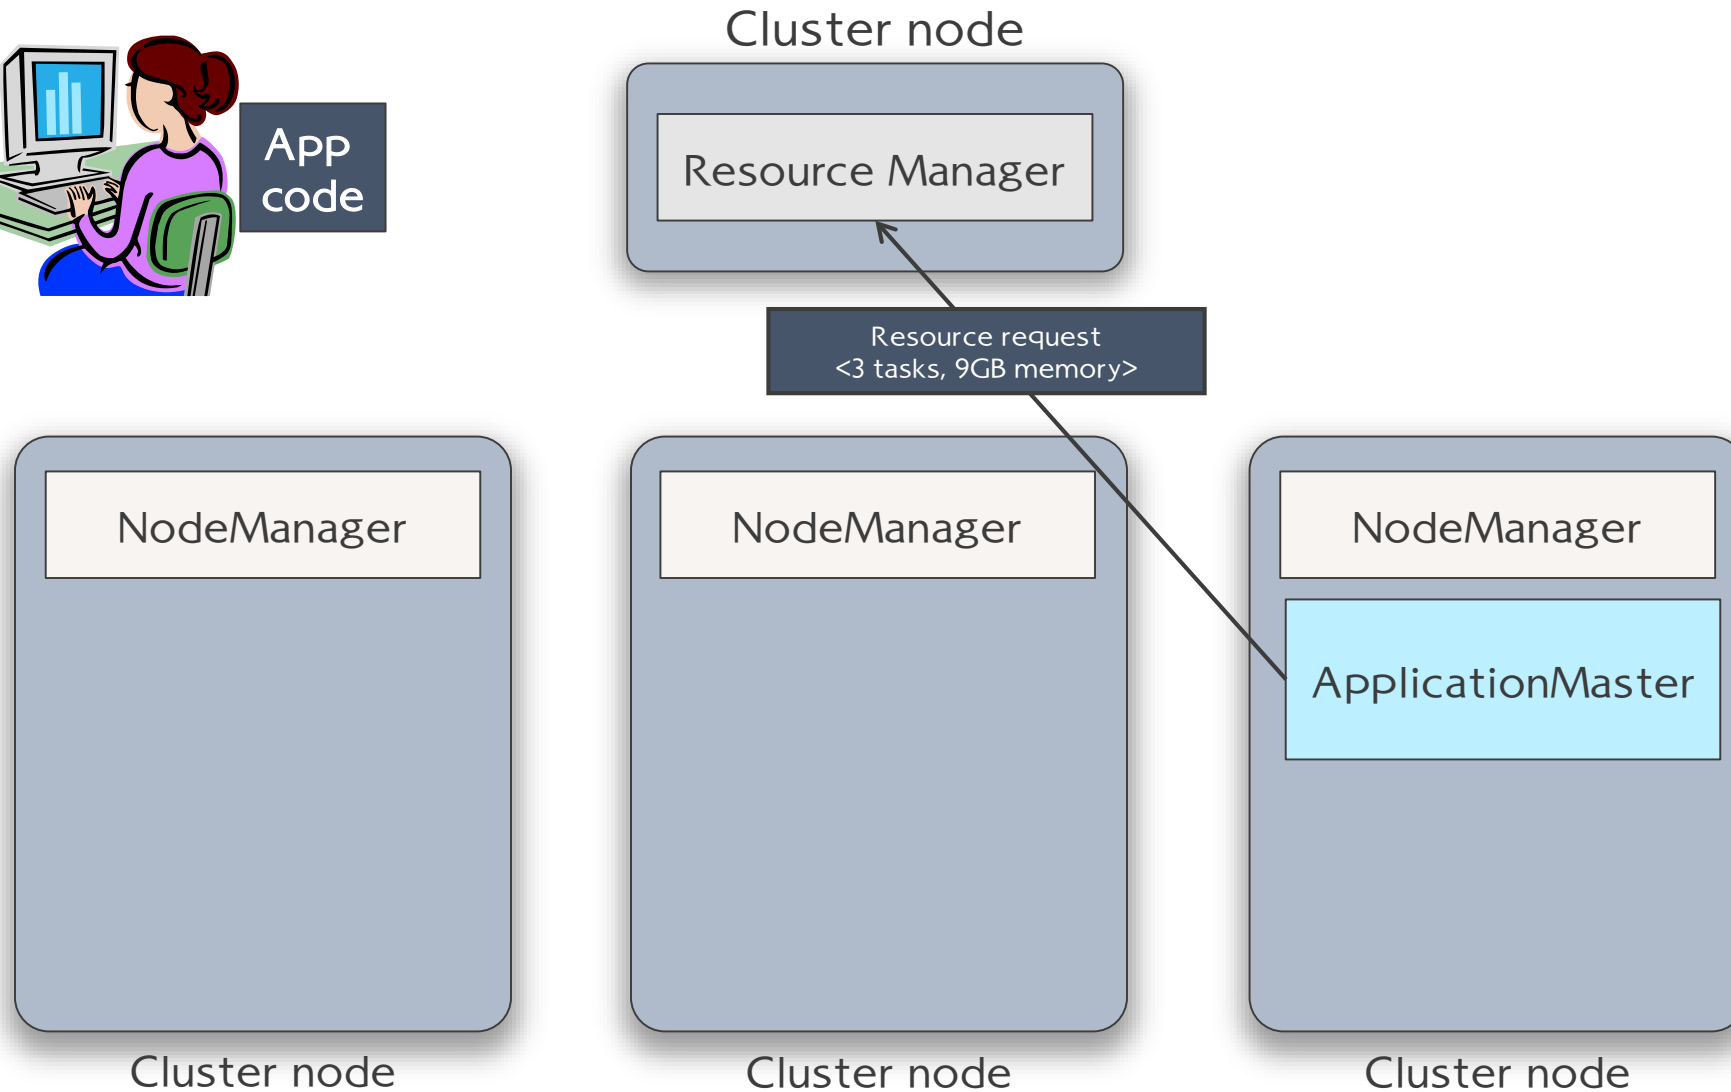 Cluster node
App
code
Resource Manager
Resource request
<3 tasks, 9GB memory>
NodeManager
NodeManager
NodeManager
ApplicationMaster
Cluster node
Cluster node
Cluster node